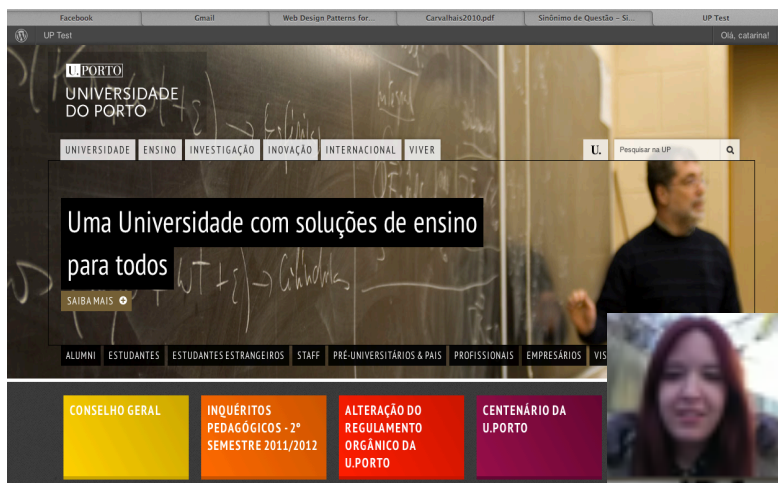 Facebook
Gmail
Web Design Patterns for...
Carvalhais2010.pdf
Sinônimo de Questão – Si...
UP Test
UP Test
Olá, catarina!
U.PORTO
UNIVERSIDADE
DO PORTO
UNIVERSIDADE
ENSINO
INVESTIGAÇÃO
INOVAÇÃO
INTERNACIONAL
VIVER
U.
Pesquisar na UP
Uma Universidade com soluções de ensino
para todos
SAIBA MAIS
ALUMNI
ESTUDANTES
ESTUDANTES ESTRANGEIROS
STAFF
PRÉ-UNIVERSITÁRIOS & PAIS
PROFISSIONAIS
EMPRESÁRIOS
VIS
CONSELHO GERAL
INQUÉRITOS
PEDAGÓGICOS - 2º
SEMESTRE 2011/2012
ALTERAÇÃO DO
REGULAMENTO
ORGÂNICO DA
U.PORTO
CENTENÁRIO DA
U.PORTO